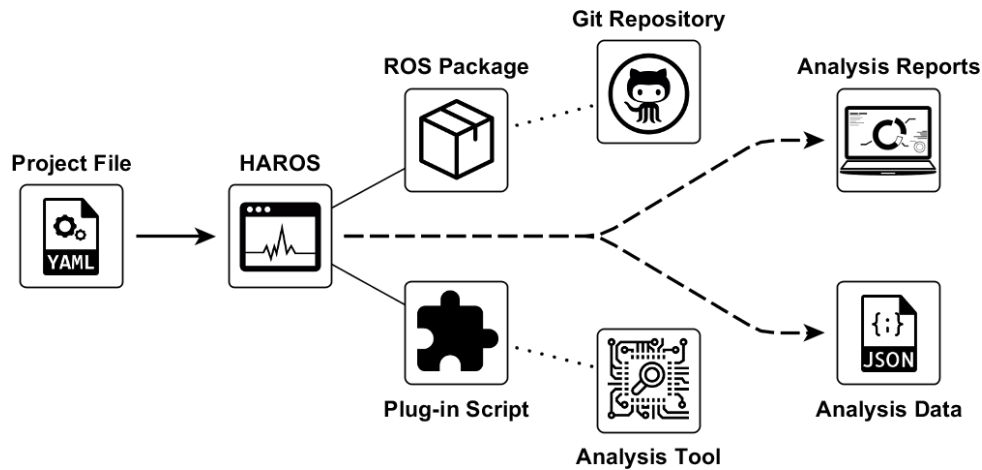 Git Repository
ROS Package
Analysis Reports
Project File
HAROS
YAML
{;}
JSON
Plug-in Script
Analysis Data
Analysis Tool